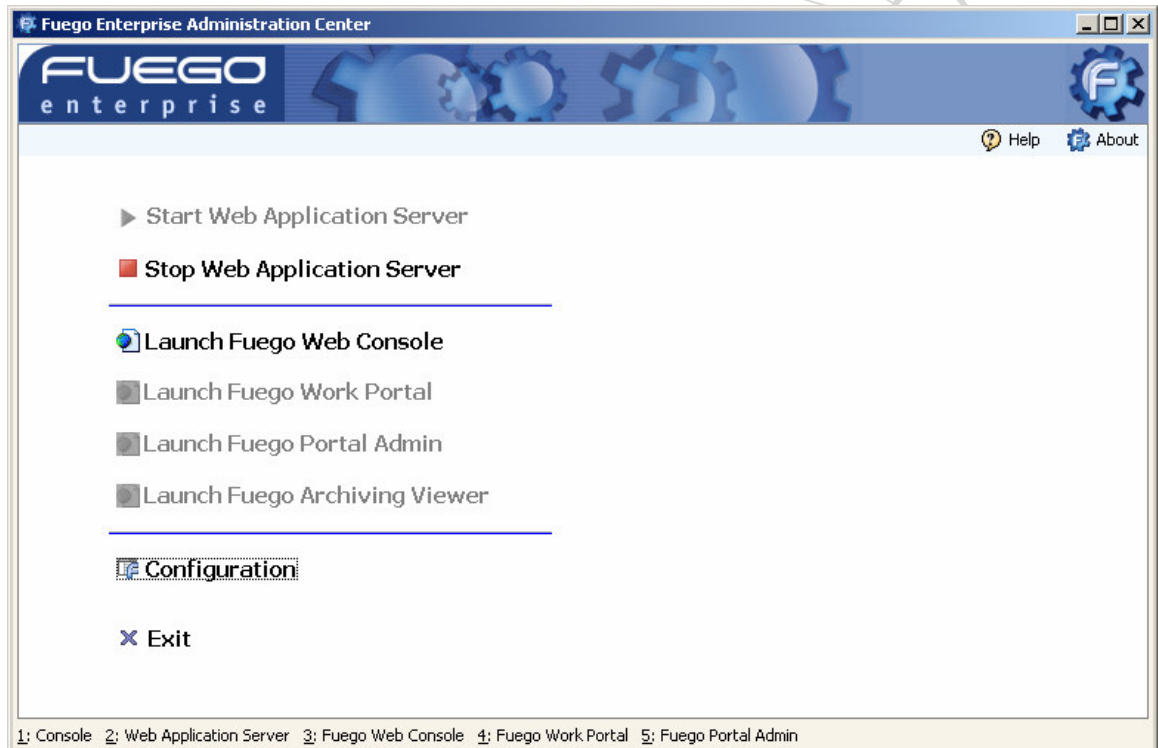 Fuego Enterprise Administration Center
FUEGO
enterprise
Help About
Start Web Application Server
Stop Web Application Server
Launch Fuego Web Console
Launch Fuego Work Portal
Launch Fuego Portal Admin
Launch Fuego Archiving Viewer
Configuration
Exit
1: Console 2: Web Application Server 3: Fuego Web Console 4: Fuego Work Portal 5: Fuego Portal Admin